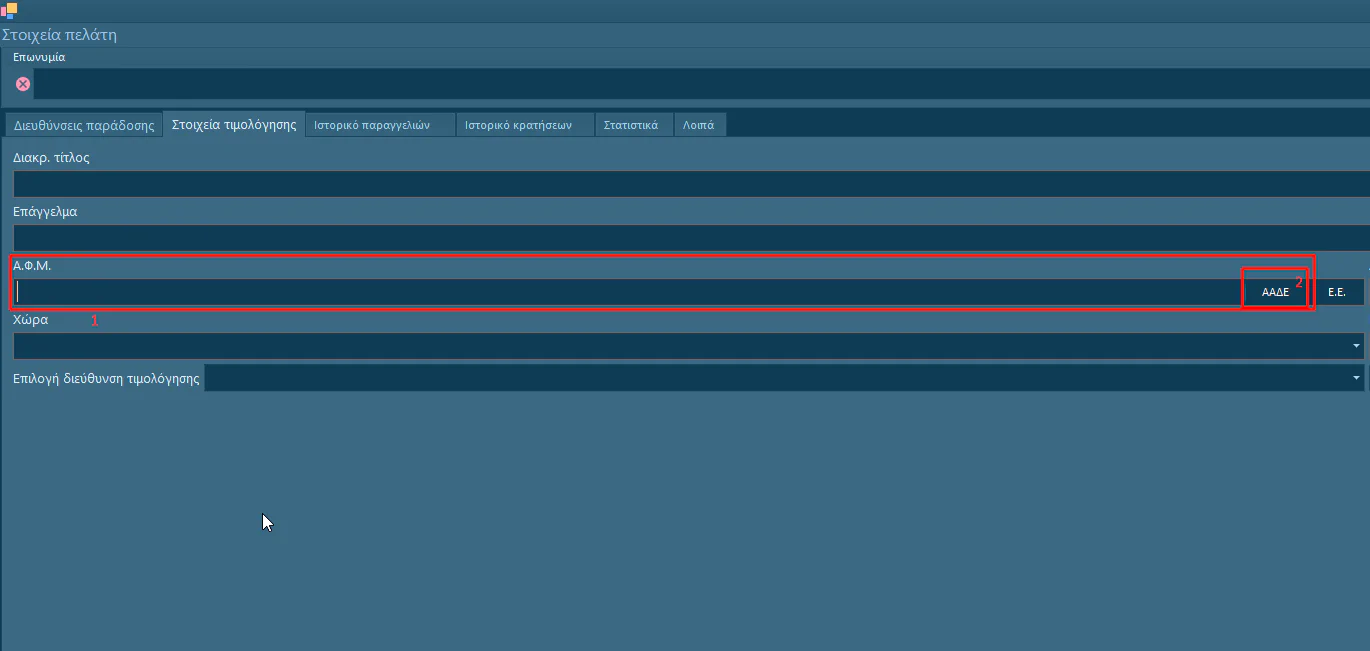 Στοιχεία πελάτη
Επωνυμία
Διευθύνσεις παράδοσης Στοιχεία τιμολόγησης Ιστορικό παραγγελιών Ιστορικό κρατήσεων Στατιστικά Λοιπά
Διακρ. τίτλος
Επάγγελμα
Α.Φ.Μ.
ΑΑΔΕ 2 Ε.Ε.
Χώρα 1
Επιλογή διεύθυνση τιμολόγησης